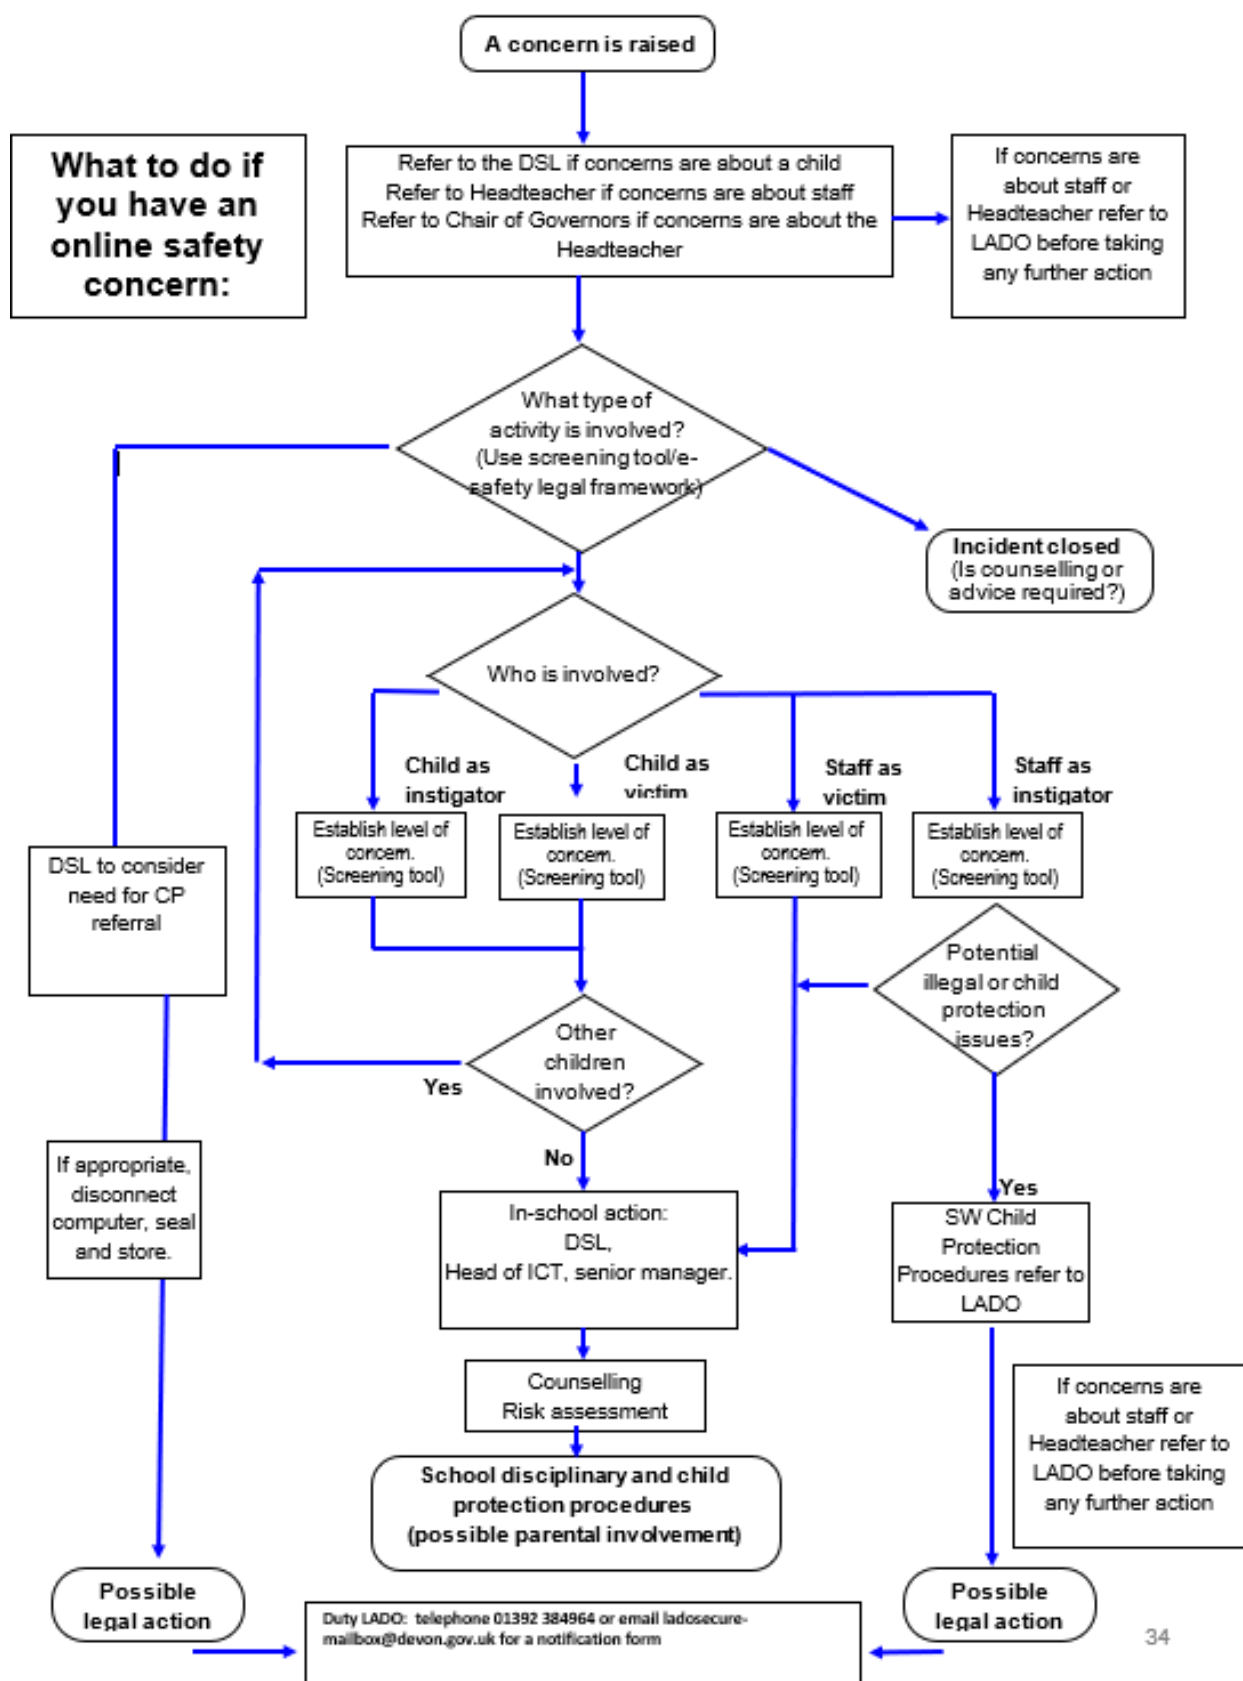 A concern is raised
What to do if
you have an
online safety
concern:
Refer to the DSL if concerns are about a child
Refer to Headteacher if concerns are about staff
Refer to Chair of Governors if concerns are about the
Headteacher
If concerns are
about staff or
Headteacher refer to
LADO before taking
any further action
What type of
activity is involved?
(Use screening tool/e-
safety legal framework)
Incident closed
(Is counselling or
advice required?)
Who is involved?
Child as
instigator
Child as
victim
Staff as
victim
Staff as
instigator
Establish level of
concern.
(Screening tool)
Establish level of
concern.
(Screening tool)
Establish level of
concern.
(Screening tool)
Establish level of
concern.
(Screening tool)
DSL to consider
need for CP
referral
Potential
illegal or child
protection
issues?
Other
children
involved?
Yes
No
Yes
If appropriate,
disconnect
computer, seal
and store.
In-school action:
DSL,
Head of ICT, senior manager.
SW Child
Protection
Procedures refer to
LADO
Counselling
Risk assessment
If concerns are
about staff or
Headteacher refer to
LADO before taking
any further action
School disciplinary and child
protection procedures
(possible parental involvement)
Possible
legal action
Possible
legal action
Duty LADO:  telephone 01392 384964 or email ladosecure-
mailbox@devon.gov.uk for a notification form
34